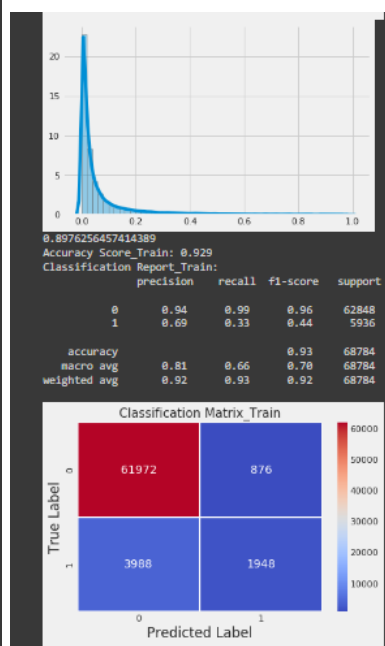 20
15
10
5
0
0.0 0.2 0.4 0.6 0.8 1.0
0.8976256457414389
Accuracy Score_Train: 0.929
Classification Report_Train:
precision recall f1-score support
0 0.94 0.99 0.96 62848
1 0.69 0.33 0.44 5936
accuracy 0.93 68784
macro avg 0.81 0.66 0.70 68784
weighted avg 0.92 0.93 0.92 68784
Classification Matrix_Train
True Label
0
1
61972 876
3988 1948
0 1
Predicted Label
60000
50000
40000
30000
20000
10000